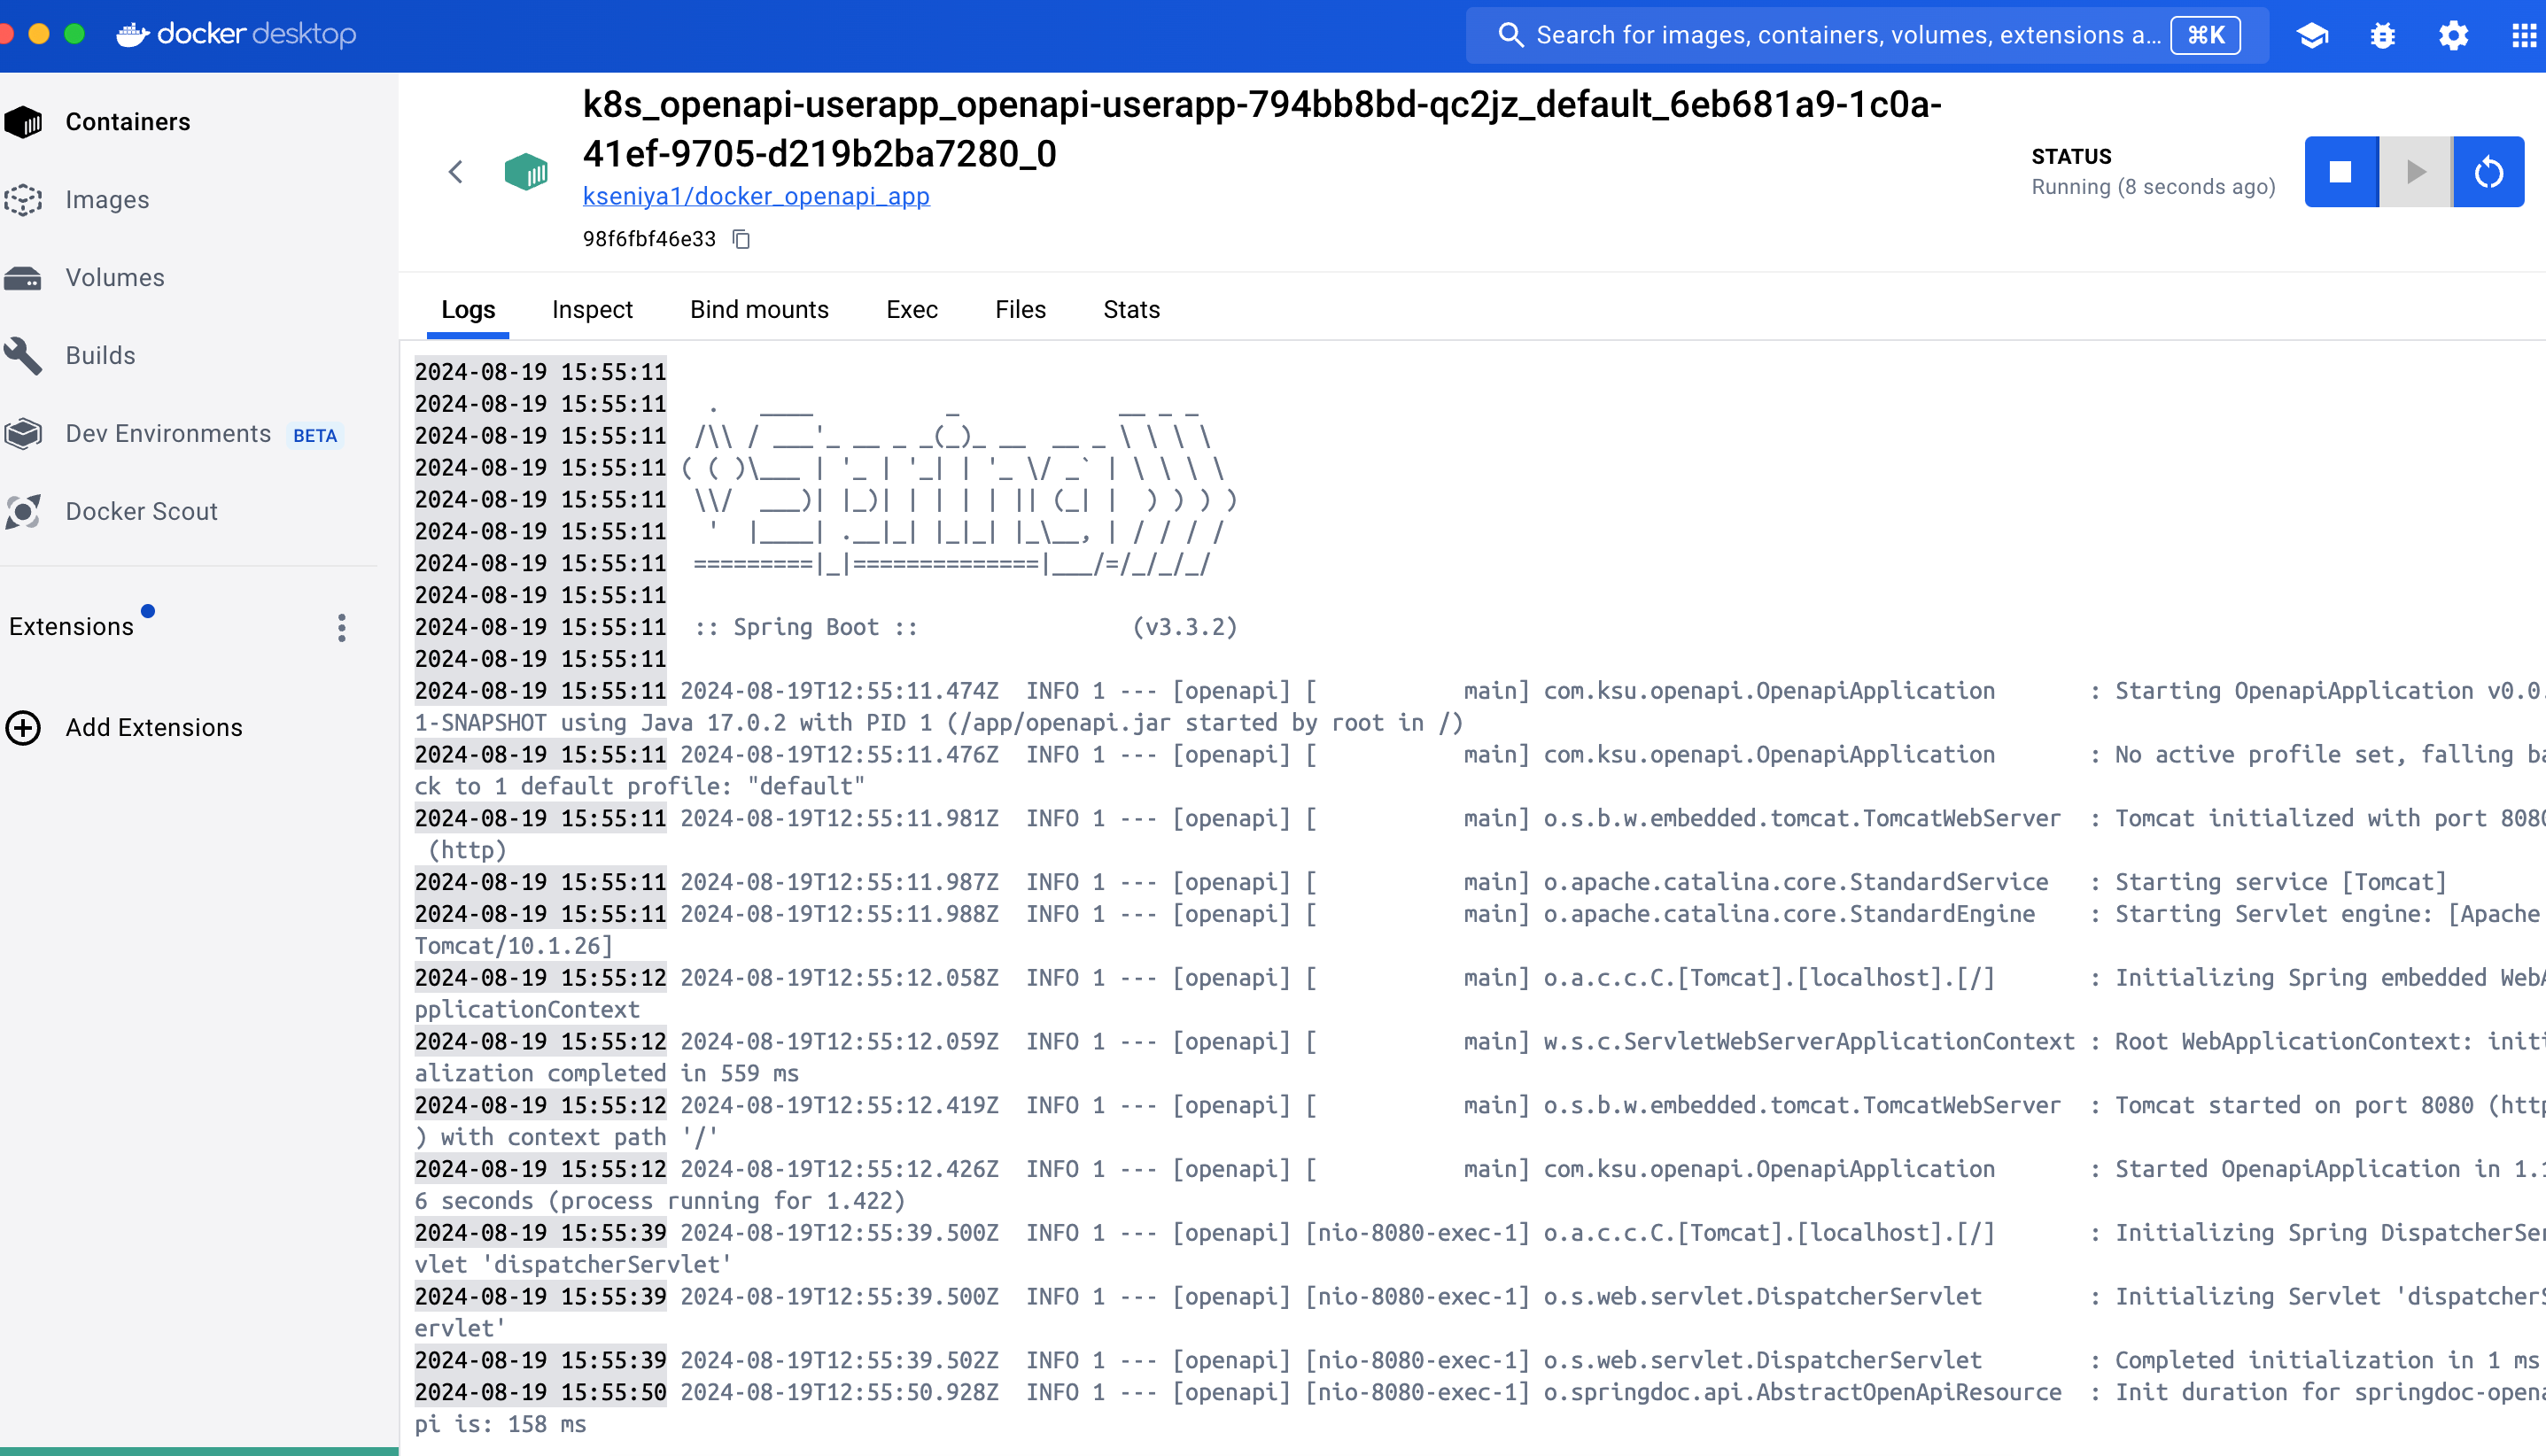 docker desktop
Search for images, containers, volumes, extensions a... ⌘K
Containers
Images
Volumes
Builds
Dev Environments BETA
Docker Scout
Extensions
Add Extensions
k8s_openapi-userapp_openapi-userapp-794bb8bd-qc2jz_default_6eb681a9-1c0a-
41ef-9705-d219b2ba7280_0
kseniya1/docker_openapi_app
98f6fbf46e33
STATUS
Running (8 seconds ago)
Logs Inspect Bind mounts Exec Files Stats
2024-08-19 15:55:11
2024-08-19 15:55:11   .   ____          _            __ _ _
2024-08-19 15:55:11  /\\ / ___'_ __ _ _(_)_ __  __ _ \ \ \ \
2024-08-19 15:55:11 ( ( )\___ | '_ | '_| | '_ \/ _` | \ \ \ \
2024-08-19 15:55:11  \\/  ___)| |_)| | | | | || (_| |  ) ) ) )
2024-08-19 15:55:11   '  |____| .__|_| |_|_| |_\__, | / / / /
2024-08-19 15:55:11  =========|_|==============|___/=/_/_/_/
2024-08-19 15:55:11
2024-08-19 15:55:11  :: Spring Boot ::                (v3.3.2)
2024-08-19 15:55:11
2024-08-19 15:55:11 2024-08-19T12:55:11.474Z  INFO 1 --- [openapi] [           main] com.ksu.openapi.OpenapiApplication       : Starting OpenapiApplication v0.0.
1-SNAPSHOT using Java 17.0.2 with PID 1 (/app/openapi.jar started by root in /)
2024-08-19 15:55:11 2024-08-19T12:55:11.476Z  INFO 1 --- [openapi] [           main] com.ksu.openapi.OpenapiApplication       : No active profile set, falling ba
ck to 1 default profile: "default"
2024-08-19 15:55:11 2024-08-19T12:55:11.981Z  INFO 1 --- [openapi] [           main] o.s.b.w.embedded.tomcat.TomcatWebServer  : Tomcat initialized with port 8080
 (http)
2024-08-19 15:55:11 2024-08-19T12:55:11.987Z  INFO 1 --- [openapi] [           main] o.apache.catalina.core.StandardService   : Starting service [Tomcat]
2024-08-19 15:55:11 2024-08-19T12:55:11.988Z  INFO 1 --- [openapi] [           main] o.apache.catalina.core.StandardEngine    : Starting Servlet engine: [Apache
Tomcat/10.1.26]
2024-08-19 15:55:12 2024-08-19T12:55:12.058Z  INFO 1 --- [openapi] [           main] o.a.c.c.C.[Tomcat].[localhost].[/]       : Initializing Spring embedded WebA
pplicationContext
2024-08-19 15:55:12 2024-08-19T12:55:12.059Z  INFO 1 --- [openapi] [           main] w.s.c.ServletWebServerApplicationContext : Root WebApplicationContext: initi
alization completed in 559 ms
2024-08-19 15:55:12 2024-08-19T12:55:12.419Z  INFO 1 --- [openapi] [           main] o.s.b.w.embedded.tomcat.TomcatWebServer  : Tomcat started on port 8080 (http
) with context path '/'
2024-08-19 15:55:12 2024-08-19T12:55:12.426Z  INFO 1 --- [openapi] [           main] com.ksu.openapi.OpenapiApplication       : Started OpenapiApplication in 1.1
6 seconds (process running for 1.422)
2024-08-19 15:55:39 2024-08-19T12:55:39.500Z  INFO 1 --- [openapi] [nio-8080-exec-1] o.a.c.c.C.[Tomcat].[localhost].[/]       : Initializing Spring DispatcherSer
vlet 'dispatcherServlet'
2024-08-19 15:55:39 2024-08-19T12:55:39.500Z  INFO 1 --- [openapi] [nio-8080-exec-1] o.s.web.servlet.DispatcherServlet        : Initializing Servlet 'dispatcherS
ervlet'
2024-08-19 15:55:39 2024-08-19T12:55:39.502Z  INFO 1 --- [openapi] [nio-8080-exec-1] o.s.web.servlet.DispatcherServlet        : Completed initialization in 1 ms
2024-08-19 15:55:50 2024-08-19T12:55:50.928Z  INFO 1 --- [openapi] [nio-8080-exec-1] o.springdoc.api.AbstractOpenApiResource  : Init duration for springdoc-opena
pi is: 158 ms